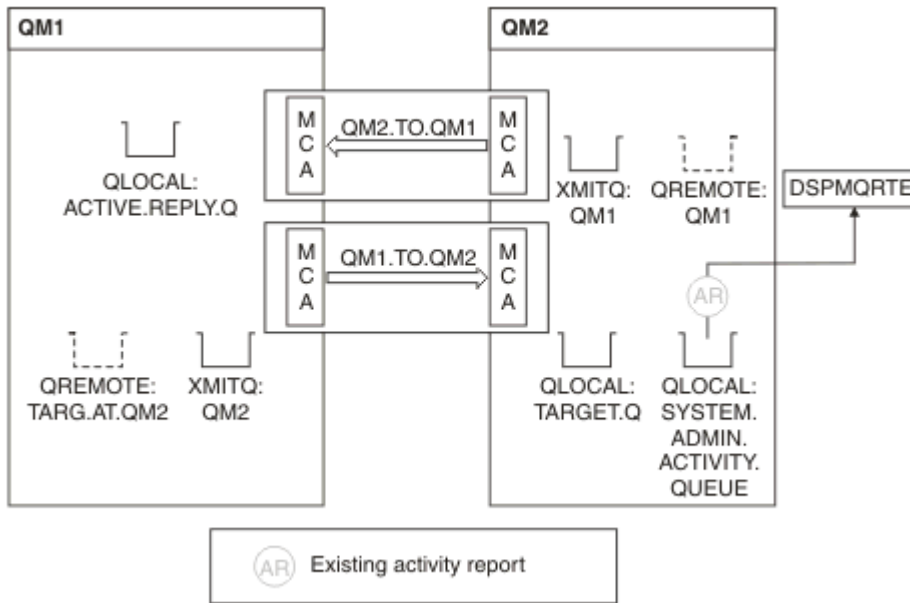 QM1
QM2
M
C
A
QM2.TO.QM1
M
C
A
QLOCAL:
ACTIVE.REPLY.Q
XMITQ:
QM1
QREMOTE:
QM1
DSPMQRTE
M
C
A
QM1.TO.QM2
M
C
A
AR
QREMOTE:
TARG.AT.QM2
XMITQ:
QM2
QLOCAL:
TARGET.Q
QLOCAL:
SYSTEM.
ADMIN.
ACTIVITY.
QUEUE
AR Existing activity report